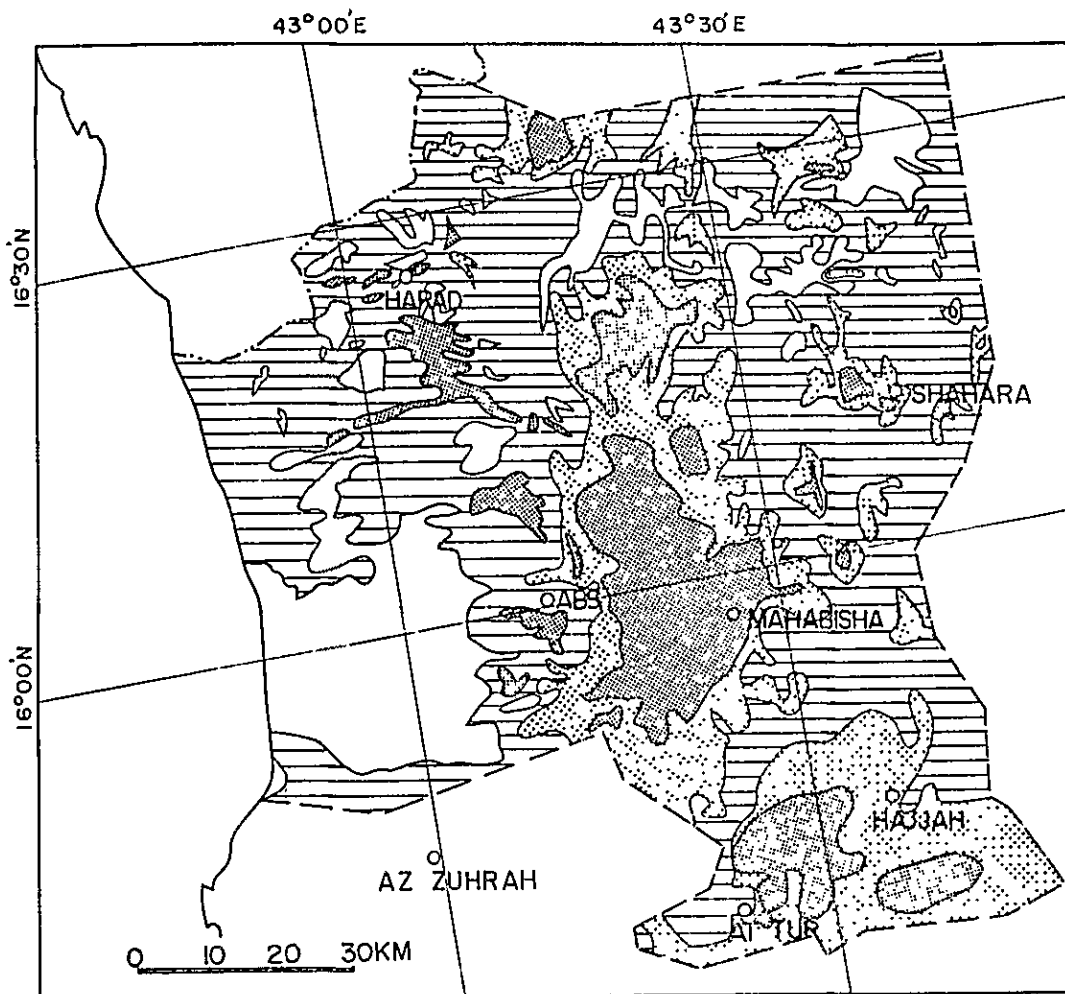 43°00'E
43°30'E
16°30'N
HARAD
SHAHARA
ABS
MAHABISHA
16°00'N
HAJJAH
AZ ZUHRAH
AT TUR
0 10 20 30KM